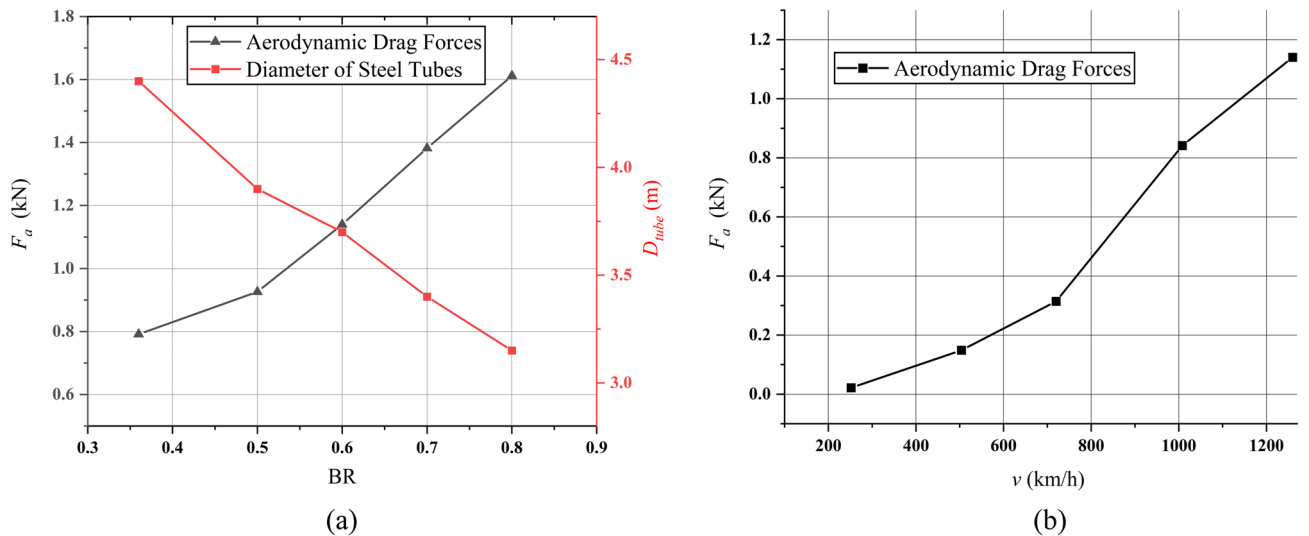 Aerodynamic Drag Forces
Diameter of Steel Tubes
1.8
1.6
1.4
1.2
1.0
0.8
0.6
F_a (kN)
4.5
4.0
3.5
3.0
D_tube (m)
0.3 0.4 0.5 0.6 0.7 0.8 0.9
BR
(a)
Aerodynamic Drag Forces
1.2
1.0
0.8
0.6
0.4
0.2
0.0
F_a (kN)
200 400 600 800 1000 1200
v (km/h)
(b)